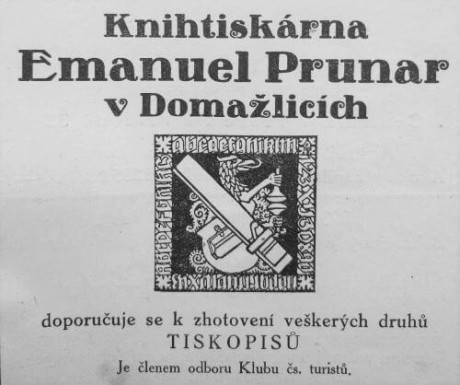 Knihtiskárna
Emanuel Prunar
v Domažlicích
doporučuje se k zhotovení veškerých druhů
TISKOPISŮ
Je členem odboru Klubu čs. turistů.